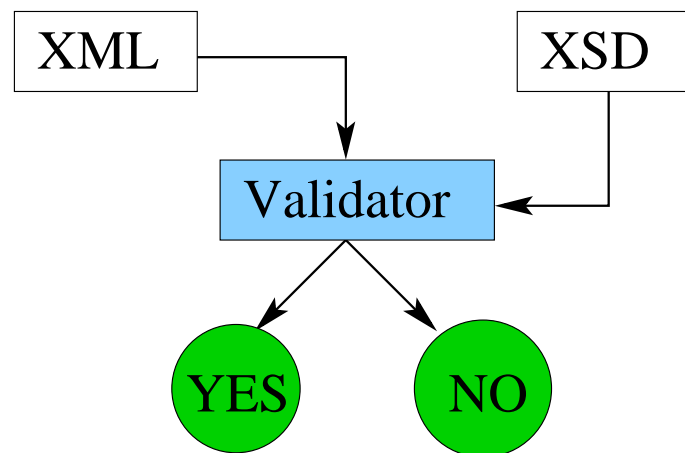 XML
XSD
Validator
YES
NO